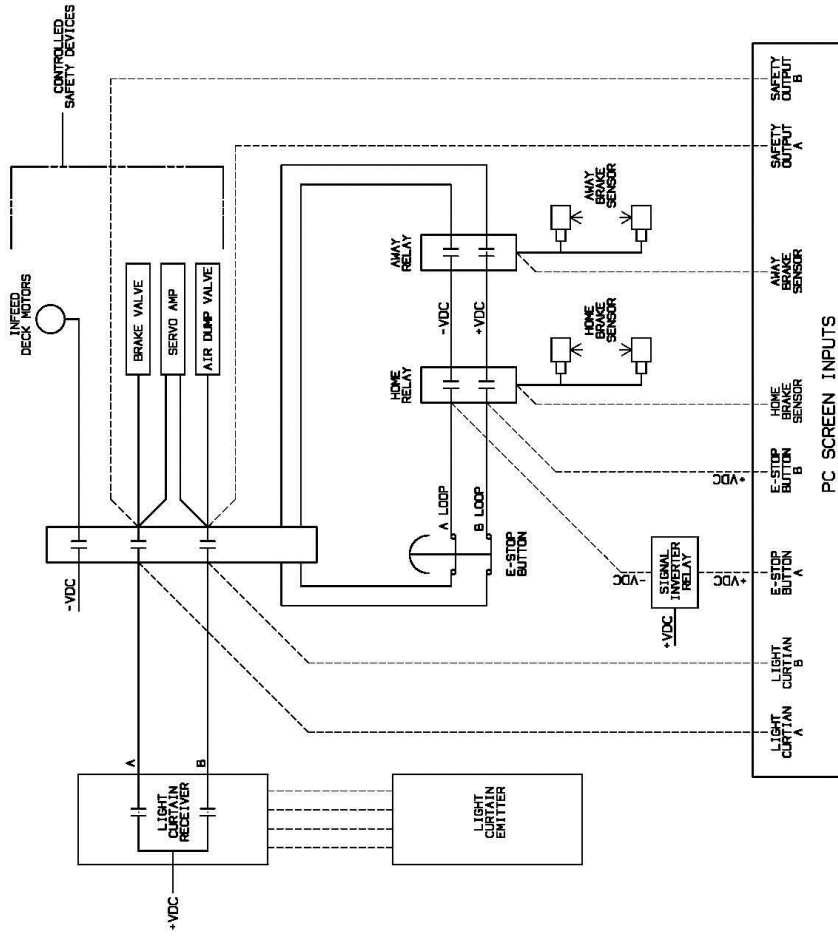 +VDC
LIGHT
CURTAIN
RECEIVER
A
B
LIGHT
CURTAIN
EMITTER
-VDC
INFEED
DECK MOTORS
BRAKE VALVE
SERVO AMP
AIR DUMP VALVE
CONTROLLED
SAFETY DEVICES
E-STOP
BUTTON
A LOOP
B LOOP
HOME
RELAY
-VDC
+VDC
AWAY
RELAY
HOME
BRAKE
SENSOR
AWAY
BRAKE
SENSOR
+VDC
SIGNAL
INVERTER
RELAY
-VDC
+VDC
+VDC
LIGHT
CURTIAN
A
LIGHT
CURTIAN
B
E-STOP
BUTTON
A
E-STOP
BUTTON
B
HOME
BRAKE
SENSOR
AWAY
BRAKE
SENSOR
SAFETY
OUTPUT
A
SAFETY
OUTPUT
B
PC SCREEN INPUTS